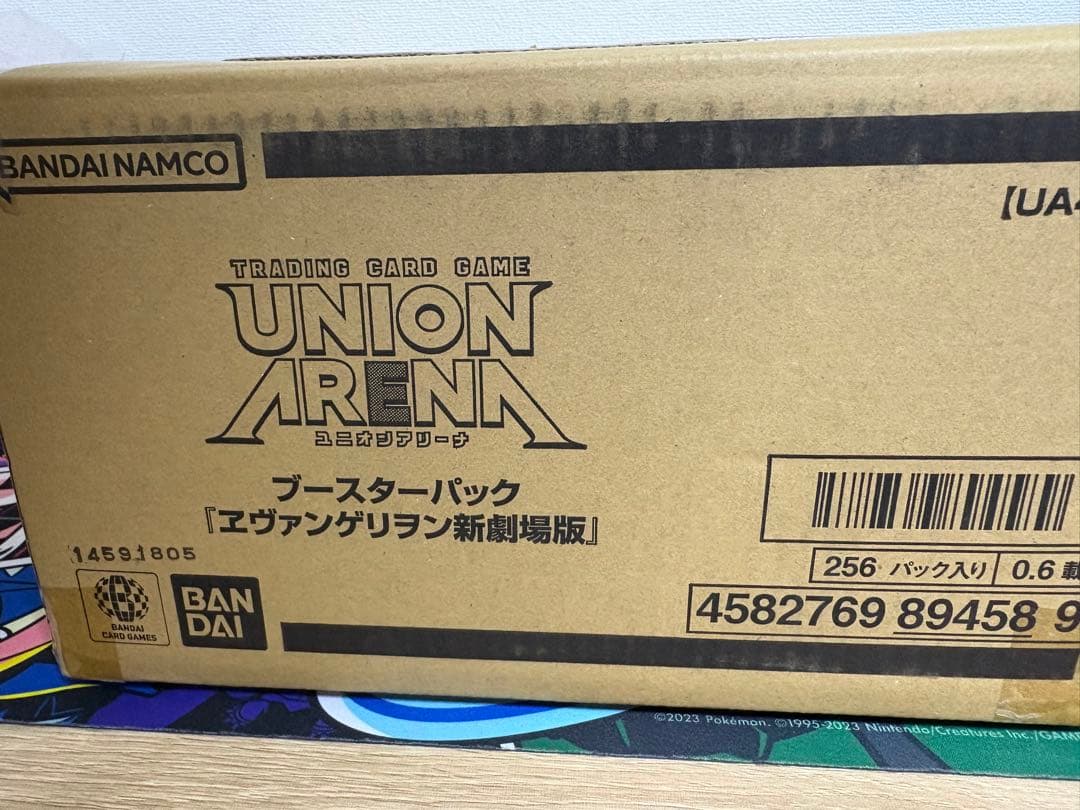 BANDAI NAMCO
【UA4
TRADING CARD GAME
UNION
ARENA
ユニオンアリーナ
ブースターパック
『ヱヴァンゲリヲン新劇場版』
14591805
256 パック入り 0.6 載
4582769 89458 9
BANDAI
CARD GAMES
BAN
DAI
©2023 Pokémon. ©1995-2023 Nintendo/Creatures Inc./GAM